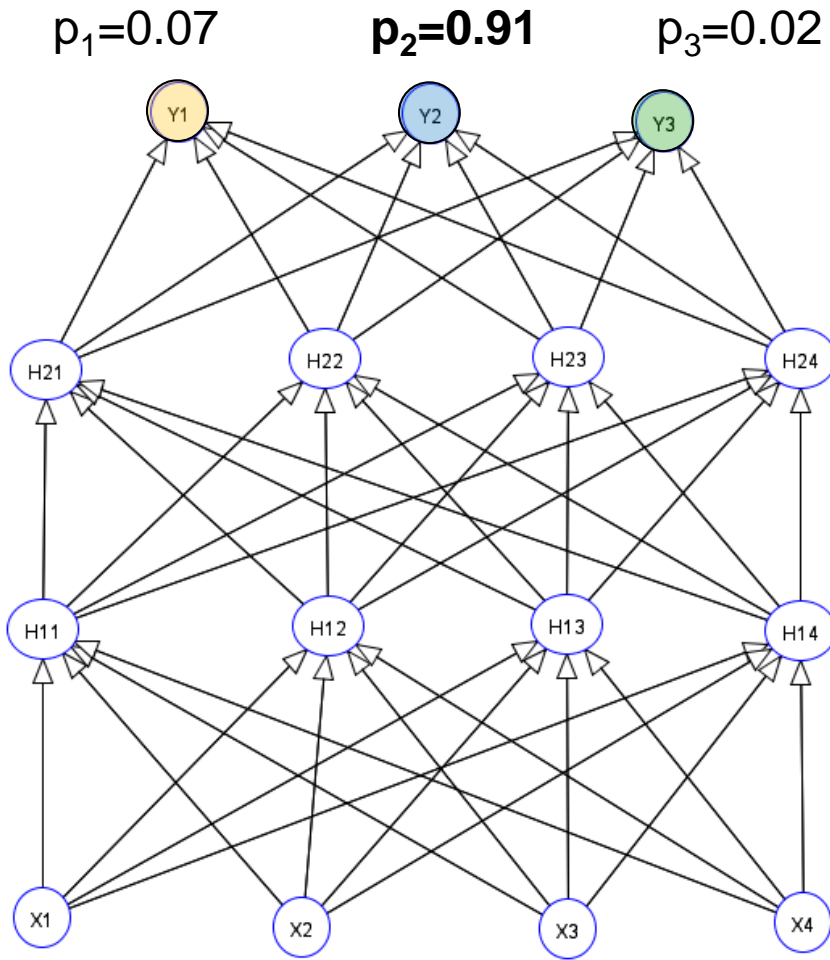 p₁=0.07 p₂=0.91 p₃=0.02
Y1 Y2 Y3
H21 H22 H23 H24
H11 H12 H13 H14
X1 X2 X3 X4